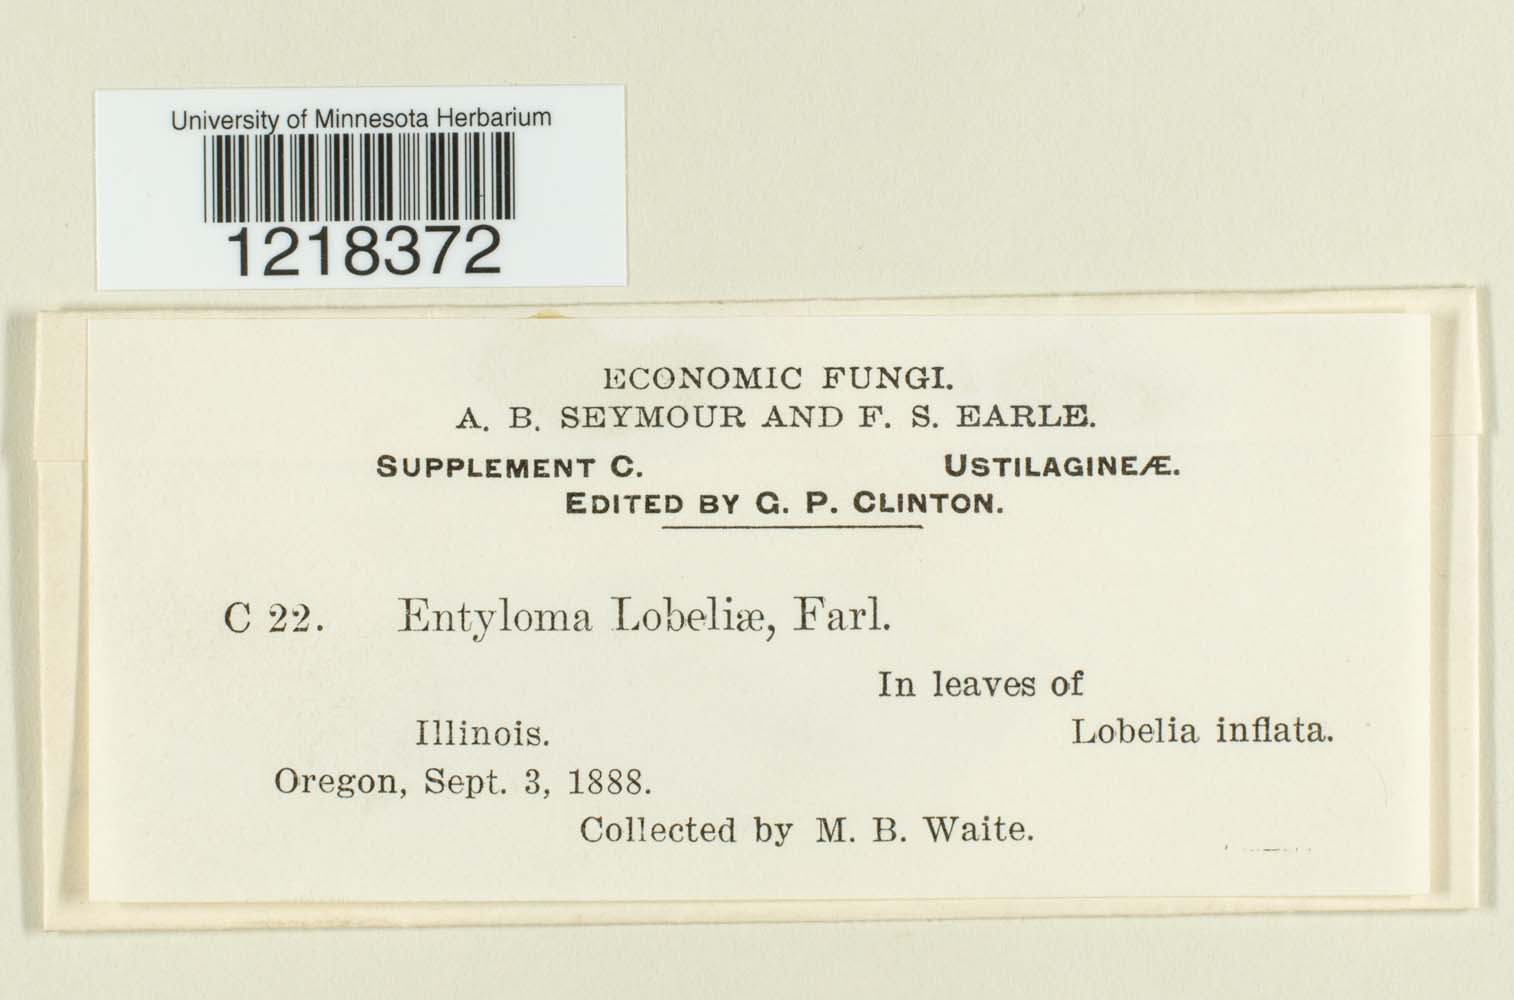 University of Minnesota Herbarium
1218372
ECONOMIC FUNGI.
A. B. SEYMOUR AND F. S. EARLE.
SUPPLEMENT C. USTILAGINEÆ.
EDITED BY G. P. CLINTON.
C 22. Entyloma Lobeliæ, Farl.
In leaves of
Illinois. Lobelia inflata.
Oregon, Sept. 3, 1888.
Collected by M. B. Waite.